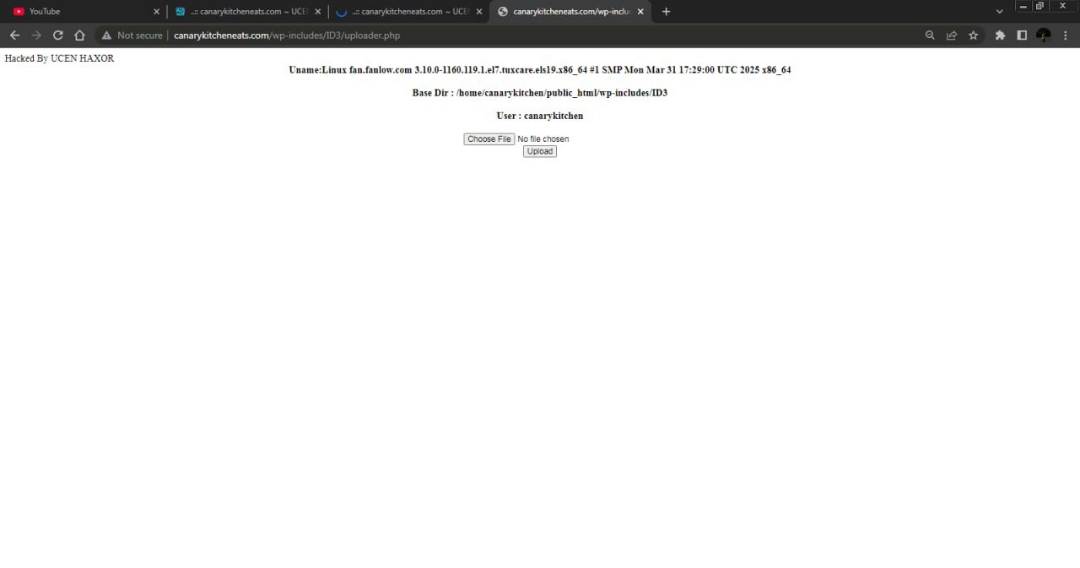 YouTube
..:: canarykitcheneats.com ~ UCE
..:: canarykitcheneats.com ~ UCE
canarykitcheneats.com/wp-inclu
Not secure
canarykitcheneats.com/wp-includes/ID3/uploader.php
Hacked By UCEN HAXOR
Uname:Linux fan.fanlow.com 3.10.0-1160.119.1.el7.tuxcare.els19.x86_64 #1 SMP Mon Mar 31 17:29:00 UTC 2025 x86_64
Base Dir : /home/canarykitchen/public_html/wp-includes/ID3
User : canarykitchen
Choose File No file chosen
Upload